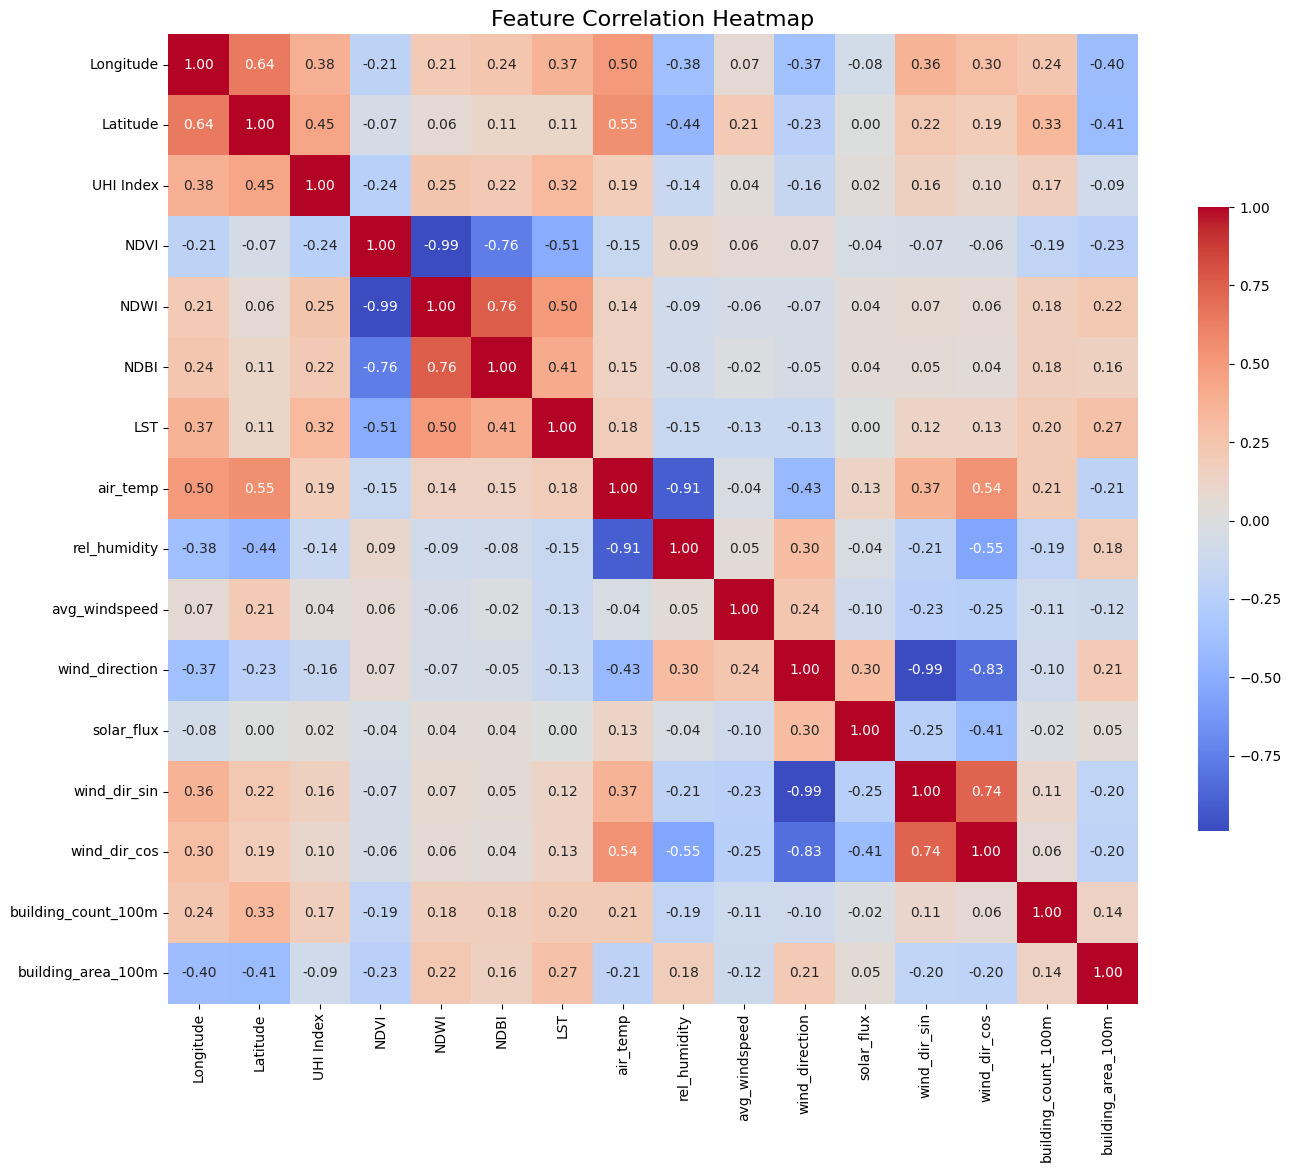 Feature Correlation Heatmap
Longitude 1.00 0.64 0.38 -0.21 0.21 0.24 0.37 0.50 -0.38 0.07 -0.37 -0.08 0.36 0.30 0.24 -0.40
Latitude 0.64 1.00 0.45 -0.07 0.06 0.11 0.11 0.55 -0.44 0.21 -0.23 0.00 0.22 0.19 0.33 -0.41
UHI Index 0.38 0.45 1.00 -0.24 0.25 0.22 0.32 0.19 -0.14 0.04 -0.16 0.02 0.16 0.10 0.17 -0.09
NDVI -0.21 -0.07 -0.24 1.00 -0.99 -0.76 -0.51 -0.15 0.09 0.06 0.07 -0.04 -0.07 -0.06 -0.19 -0.23
NDWI 0.21 0.06 0.25 -0.99 1.00 0.76 0.50 0.14 -0.09 -0.06 -0.07 0.04 0.07 0.06 0.18 0.22
NDBI 0.24 0.11 0.22 -0.76 0.76 1.00 0.41 0.15 -0.08 -0.02 -0.05 0.04 0.05 0.04 0.18 0.16
LST 0.37 0.11 0.32 -0.51 0.50 0.41 1.00 0.18 -0.15 -0.13 -0.13 0.00 0.12 0.13 0.20 0.27
air_temp 0.50 0.55 0.19 -0.15 0.14 0.15 0.18 1.00 -0.91 -0.04 -0.43 0.13 0.37 0.54 0.21 -0.21
rel_humidity -0.38 -0.44 -0.14 0.09 -0.09 -0.08 -0.15 -0.91 1.00 0.05 0.30 -0.04 -0.21 -0.55 -0.19 0.18
avg_windspeed 0.07 0.21 0.04 0.06 -0.06 -0.02 -0.13 -0.04 0.05 1.00 0.24 -0.10 -0.23 -0.25 -0.11 -0.12
wind_direction -0.37 -0.23 -0.16 0.07 -0.07 -0.05 -0.13 -0.43 0.30 0.24 1.00 0.30 -0.99 -0.83 -0.10 0.21
solar_flux -0.08 0.00 0.02 -0.04 0.04 0.04 0.00 0.13 -0.04 -0.10 0.30 1.00 -0.25 -0.41 -0.02 0.05
wind_dir_sin 0.36 0.22 0.16 -0.07 0.07 0.05 0.12 0.37 -0.21 -0.23 -0.99 -0.25 1.00 0.74 0.11 -0.20
wind_dir_cos 0.30 0.19 0.10 -0.06 0.06 0.04 0.13 0.54 -0.55 -0.25 -0.83 -0.41 0.74 1.00 0.06 -0.20
building_count_100m 0.24 0.33 0.17 -0.19 0.18 0.18 0.20 0.21 -0.19 -0.11 -0.10 -0.02 0.11 0.06 1.00 0.14
building_area_100m -0.40 -0.41 -0.09 -0.23 0.22 0.16 0.27 -0.21 0.18 -0.12 0.21 0.05 -0.20 -0.20 0.14 1.00
Longitude
Latitude
UHI Index
NDVI
NDWI
NDBI
LST
air_temp
rel_humidity
avg_windspeed
wind_direction
solar_flux
wind_dir_sin
wind_dir_cos
building_count_100m
building_area_100m
1.00
0.75
0.50
0.25
0.00
−0.25
−0.50
−0.75